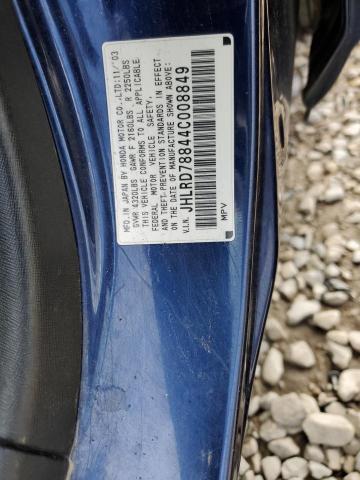 MFD.IN JAPAN BY HONDA MOTOR CO.,LTD.11/'03
GVWR 4320LBS GAWR F 2160LBS R 2250LBS
THIS VEHICLE CONFORMS TO ALL APPLICABLE
FEDERAL MOTOR VEHICLE SAFETY,
AND THEFT-PREVENTION STANDARDS IN EFFECT
ON THE DATE OF MANUFACTURE SHOWN ABOVE.
V.I.N. JHLRD78844C008849
MPV